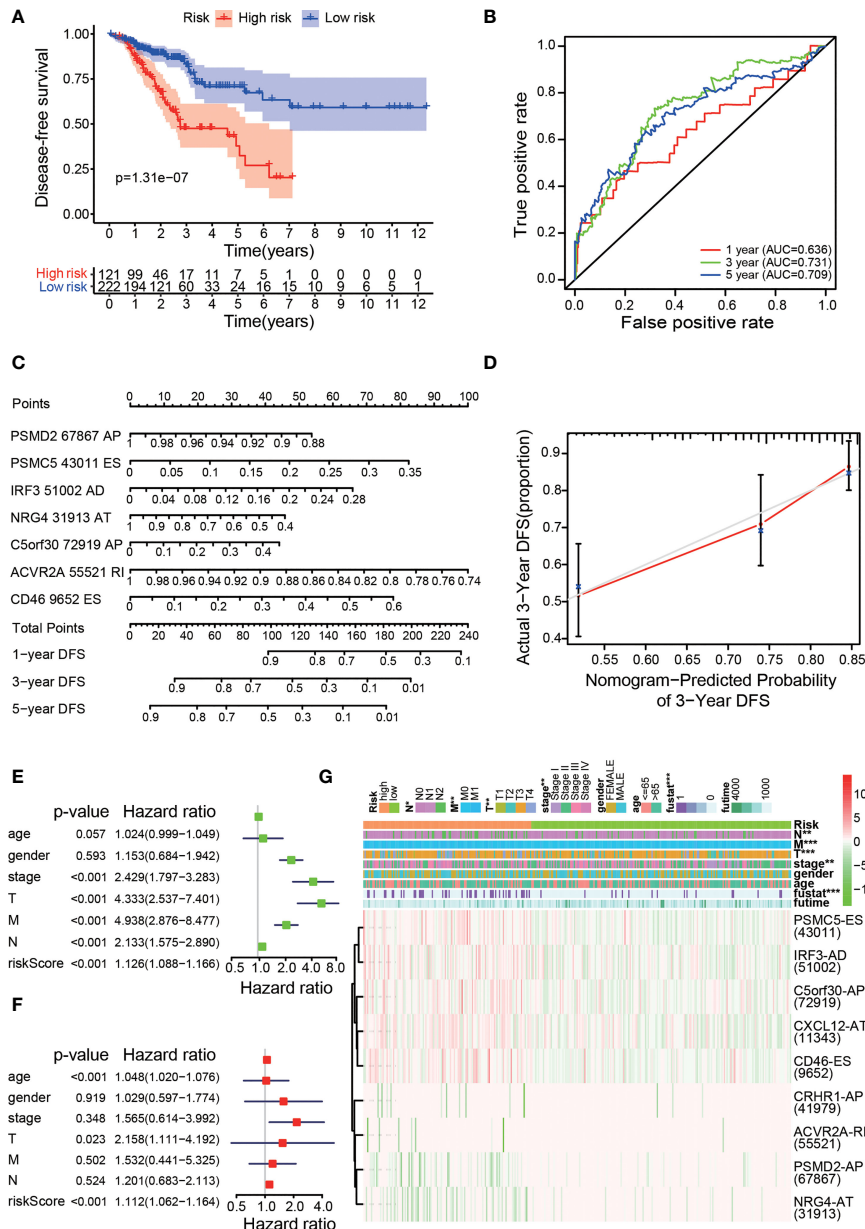 A
Risk High risk Low risk
Disease-free survival
1.00
0.75
0.50
0.25
0.00
p=1.31e-07
0 1 2 3 4 5 6 7 8 9 10 11 12
Time(years)
High risk 121 99 46 17 11 7 5 1 0 0 0 0 0
Low risk 222 194 121 60 33 24 16 15 10 9 6 5 1
0 1 2 3 4 5 6 7 8 9 10 11 12
Time(years)
B
True positive rate
1.0
0.8
0.6
0.4
0.2
0.0
1 year (AUC=0.636)
3 year (AUC=0.731)
5 year (AUC=0.709)
0.0 0.2 0.4 0.6 0.8 1.0
False positive rate
C
0 10 20 30 40 50 60 70 80 90 100
Points
PSMD2 67867 AP
1 0.98 0.96 0.94 0.92 0.9 0.88
PSMC5 43011 ES
0 0.05 0.1 0.15 0.2 0.25 0.3 0.35
IRF3 51002 AD
0 0.04 0.08 0.12 0.16 0.2 0.24 0.28
NRG4 31913 AT
1 0.9 0.8 0.7 0.6 0.5 0.4
C5orf30 72919 AP
0 0.1 0.2 0.3 0.4
ACVR2A 55521 RI
1 0.98 0.96 0.94 0.92 0.9 0.88 0.86 0.84 0.82 0.8 0.78 0.76 0.74
CD46 9652 ES
0 0.1 0.2 0.3 0.4 0.5 0.6
Total Points
0 20 40 60 80 100 120 140 160 180 200 220 240
1-year DFS
0.9 0.8 0.7 0.5 0.3 0.1
3-year DFS
0.9 0.8 0.7 0.5 0.3 0.1 0.01
5-year DFS
0.9 0.8 0.7 0.5 0.3 0.1 0.01
D
Actual 3-Year DFS(proportion)
0.9
0.8
0.7
0.6
0.5
0.4
0.55 0.60 0.65 0.70 0.75 0.80 0.85
Nomogram-Predicted Probability
of 3-Year DFS
E
p-value Hazard ratio
age 0.057 1.024(0.999-1.049)
gender 0.593 1.153(0.684-1.942)
stage <0.001 2.429(1.797-3.283)
T <0.001 4.333(2.537-7.401)
M <0.001 4.938(2.876-8.477)
N <0.001 2.133(1.575-2.890)
riskScore <0.001 1.126(1.088-1.166)
0.5 1.0 2.0 4.0 8.0
Hazard ratio
F
p-value Hazard ratio
age <0.001 1.048(1.020-1.076)
gender 0.919 1.029(0.597-1.774)
stage 0.348 1.565(0.614-3.992)
T 0.023 2.158(1.111-4.192)
M 0.502 1.532(0.441-5.325)
N 0.524 1.201(0.683-2.113)
riskScore <0.001 1.112(1.062-1.164)
0.5 1.0 2.0 4.0
Hazard ratio
G
Risk high low N* N0 N1 N2 M** M0 M1 T** T1 T2 T3 T4 stage** Stage I Stage II Stage III Stage IV gender FEMALE MALE age <=65 >65 fustat*** 1 0 futime 4000 1000
Risk
N**
M***
T***
stage**
gender
age
fustat***
futime
10
5
0
PSMC5-ES
(43011)
IRF3-AD
(51002)
C5orf30-AP
(72919)
CXCL12-AT
(11343)
CD46-ES
(9652)
CRHR1-AP
(41979)
ACVR2A-RI
(55521)
PSMD2-AP
(67867)
NRG4-AT
(31913)